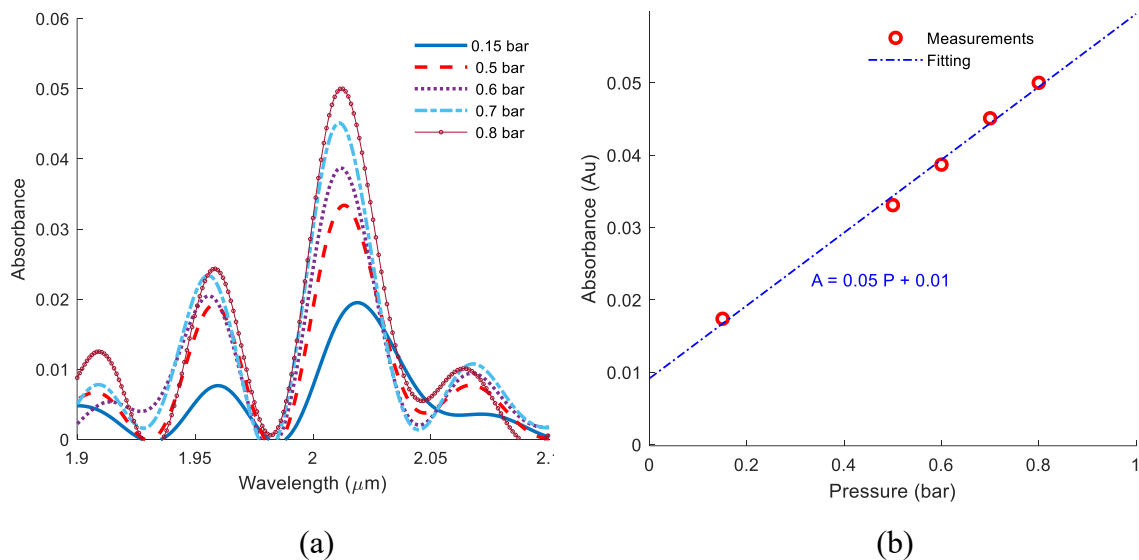 0.06
0.05
0.04
0.03
0.02
0.01
0
Absorbance
1.9
1.95
2
2.05
Wavelength (μm)
0.15 bar
0.5 bar
0.6 bar
0.7 bar
0.8 bar
(a)
0.05
0.04
0.03
0.02
0.01
0
Absorbance (Au)
0
0.2
0.4
0.6
0.8
1
Pressure (bar)
Measurements
Fitting
A = 0.05 P + 0.01
(b)